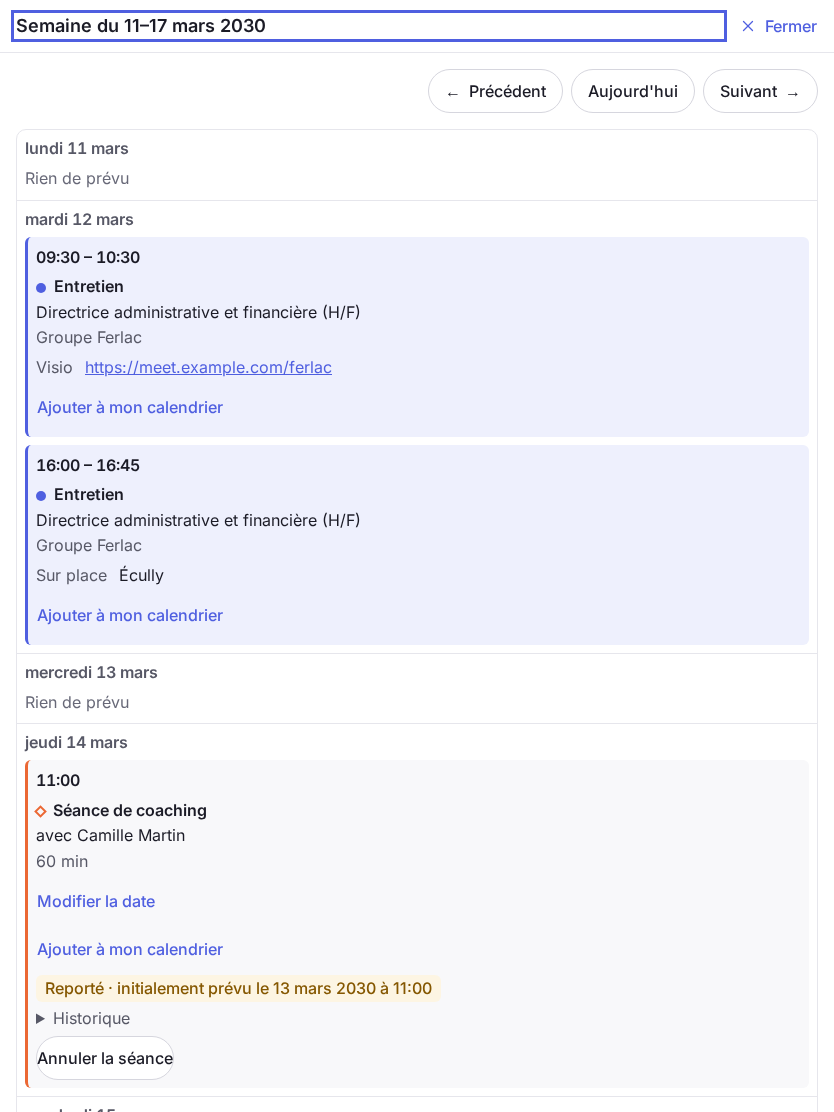 Semaine du 11–17 mars 2030
× Fermer
← Précédent
Aujourd'hui
Suivant →
lundi 11 mars
Rien de prévu
mardi 12 mars
09:30 – 10:30
Entretien
Directrice administrative et financière (H/F)
Groupe Ferlac
Visio https://meet.example.com/ferlac
Ajouter à mon calendrier
16:00 – 16:45
Entretien
Directrice administrative et financière (H/F)
Groupe Ferlac
Sur place Écully
Ajouter à mon calendrier
mercredi 13 mars
Rien de prévu
jeudi 14 mars
11:00
Séance de coaching
avec Camille Martin
60 min
Modifier la date
Ajouter à mon calendrier
Reporté · initialement prévu le 13 mars 2030 à 11:00
Historique
Annuler la séance